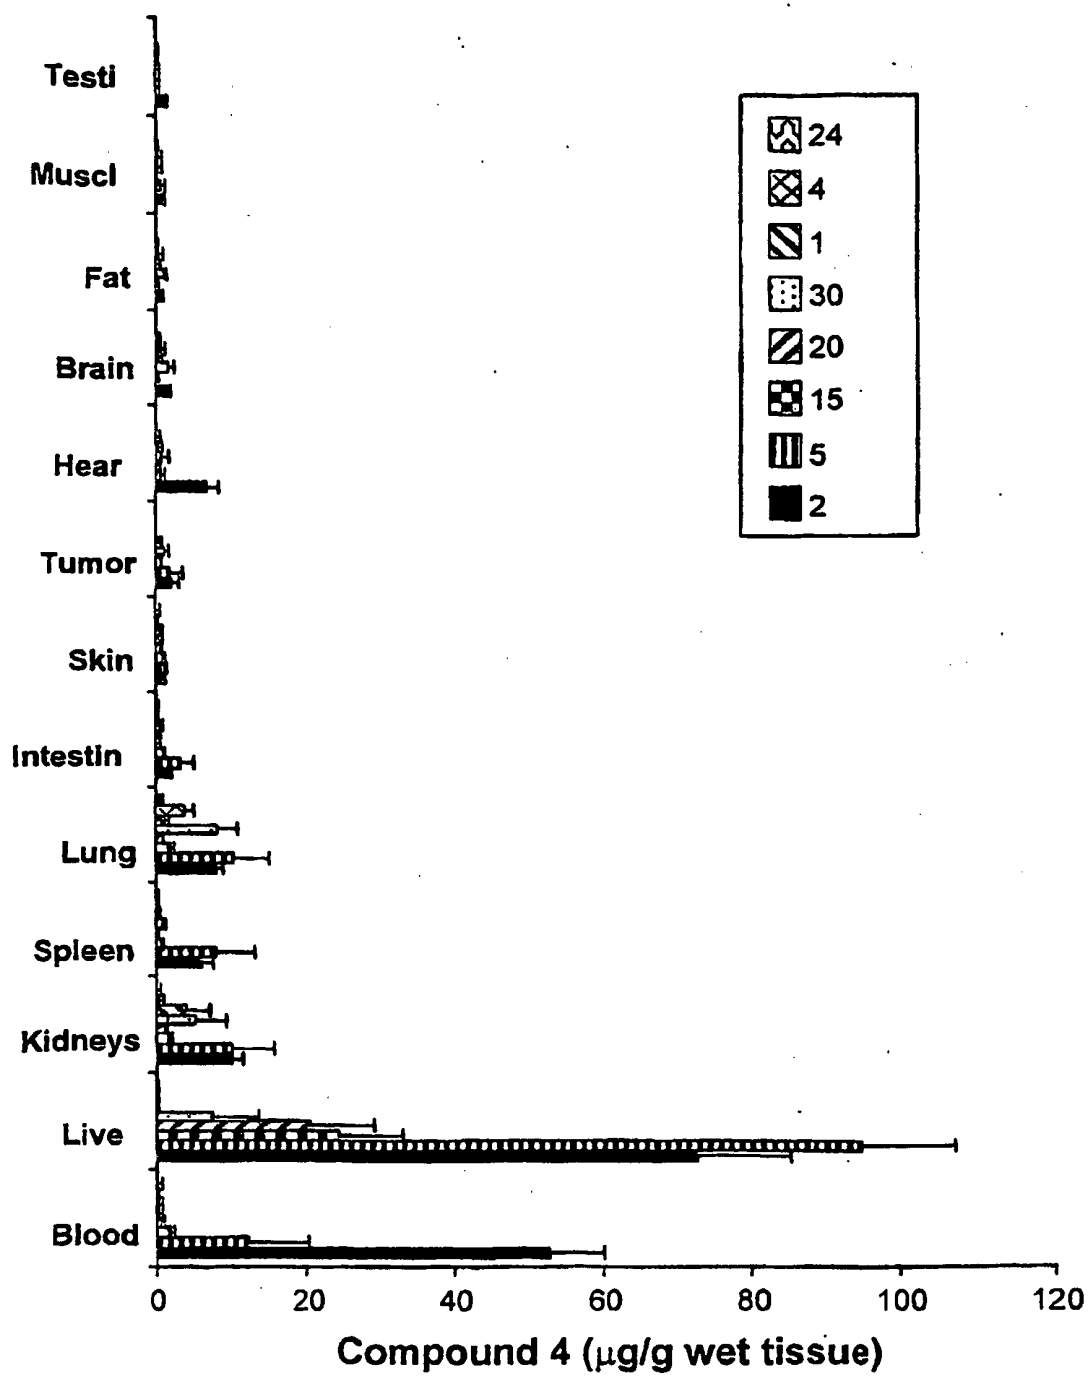 Testi
Muscl
Fat
Brain
Hear
Tumor
Skin
Intestin
Lung
Spleen
Kidneys
Live
Blood
24
4
1
30
20
15
5
2
0 20 40 60 80 100 120
Compound 4 (μg/g wet tissue)